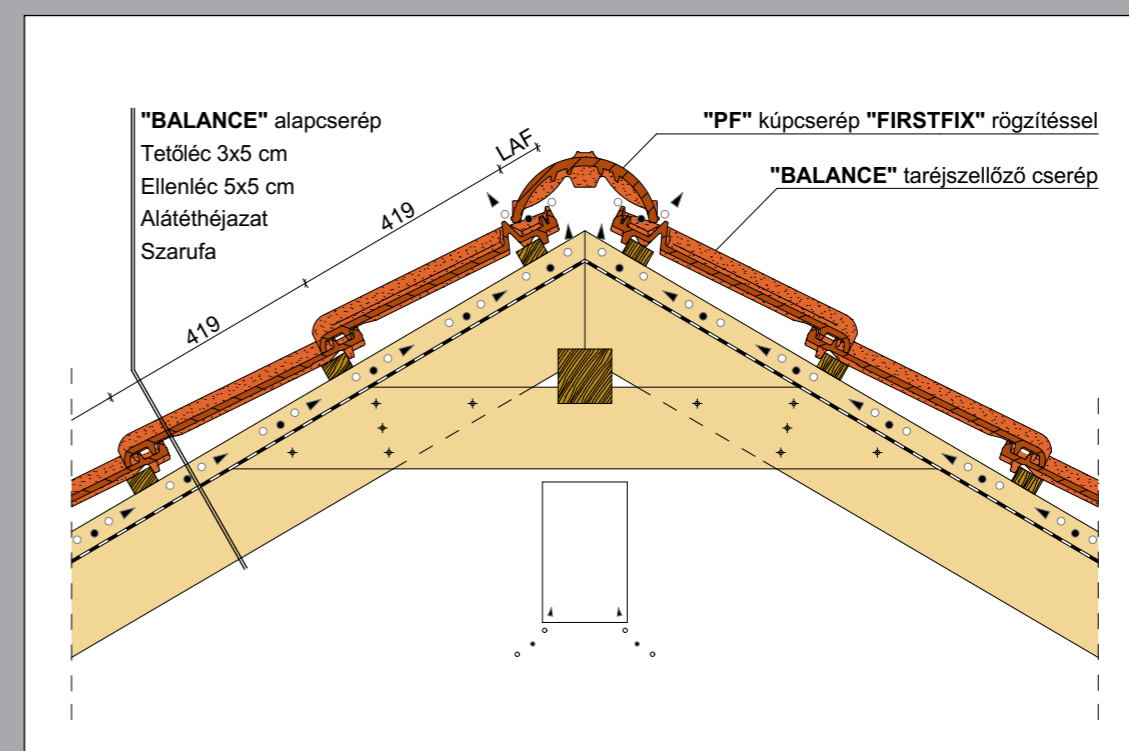 "BALANCE" alapcserép
Tetőléc 3x5 cm
Ellenléc 5x5 cm
Alátéthéjazat
Szarufa
"PF" kúpcserép "FIRSTFIX" rögzítéssel
"BALANCE" taréjszellőző cserép
LAF
419
419